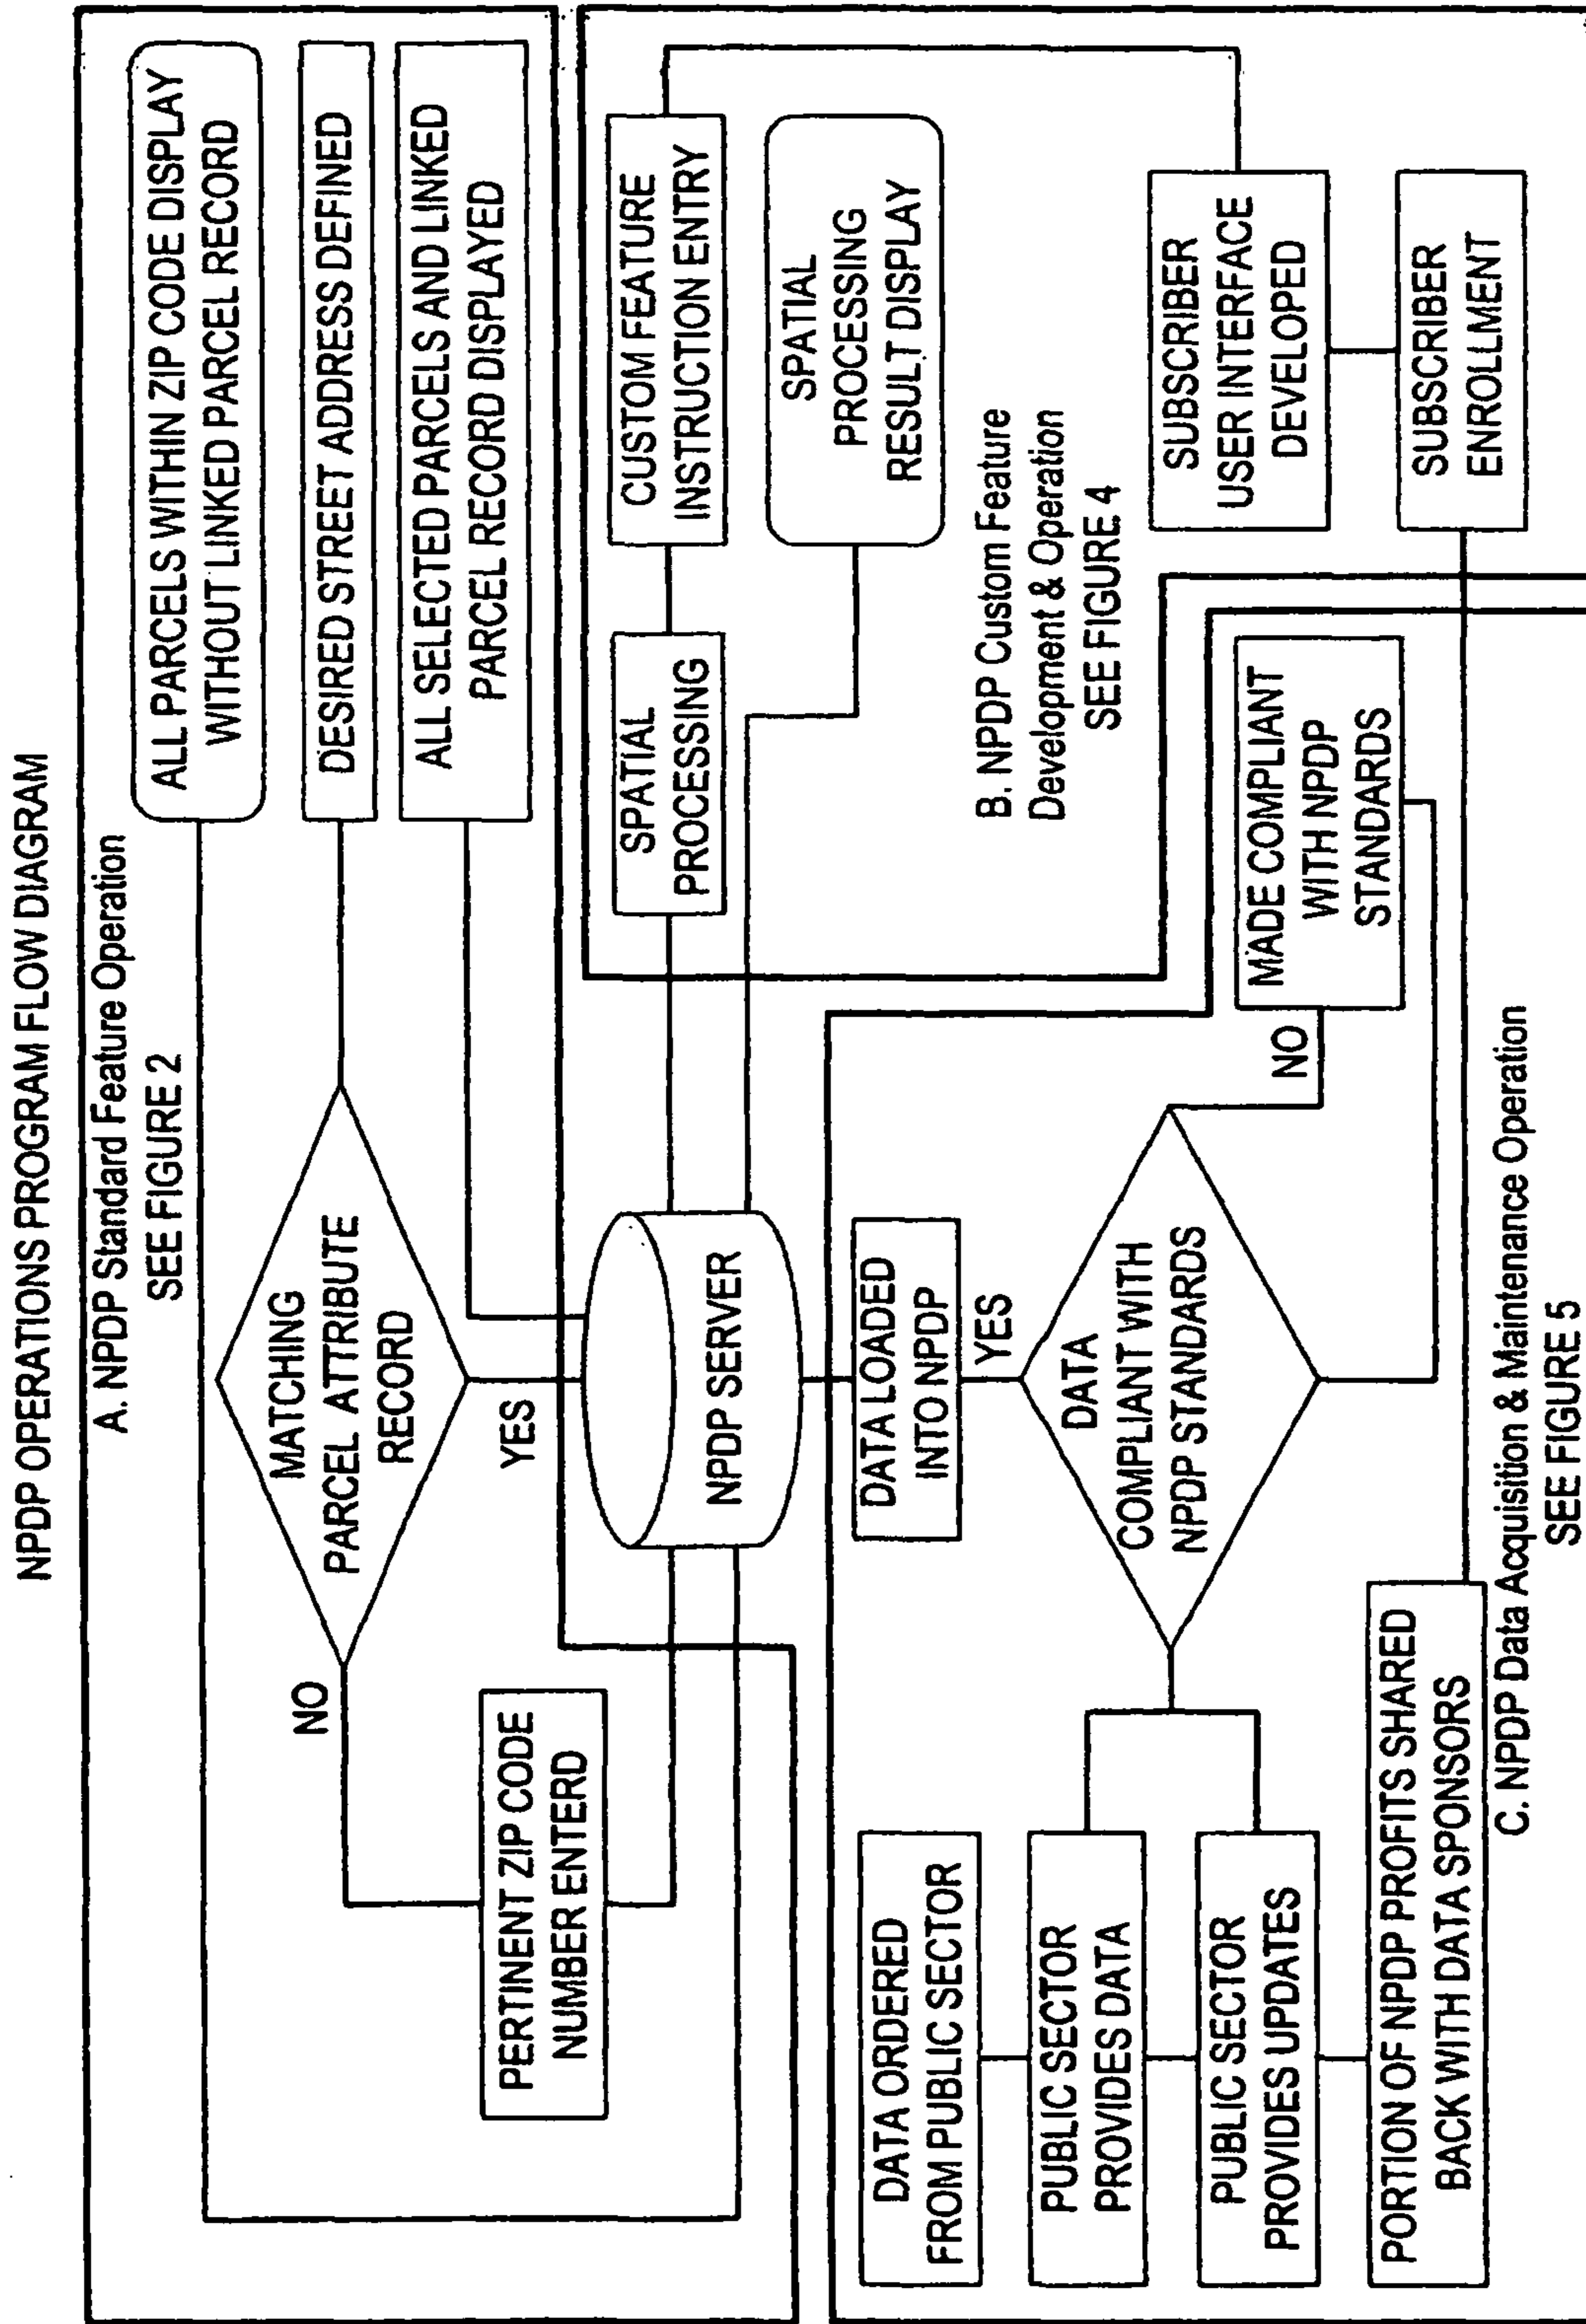 NPDP OPERATIONS PROGRAM FLOW DIAGRAM
A. NPDP Standard Feature Operation
SEE FIGURE 2
ALL PARCELS WITHIN ZIP CODE DISPLAY
WITHOUT LINKED PARCEL RECORD
DESIRED STREET ADDRESS DEFINED
ALL SELECTED PARCELS AND LINKED
PARCEL RECORD DISPLAYED
MATCHING
PARCEL ATTRIBUTE
RECORD
NO
YES
PERTINENT ZIP CODE
NUMBER ENTERD
NPDP SERVER
SPATIAL
PROCESSING
CUSTOM FEATURE
INSTRUCTION ENTRY
SPATIAL
PROCESSING
RESULT DISPLAY
B. NPDP Custom Feature
Development & Operation
SEE FIGURE 4
SUBSCRIBER
USER INTERFACE
DEVELOPED
SUBSCRIBER
ENROLLMENT
DATA LOADED
INTO NPDP
YES
DATA
COMPLIANT WITH
NPDP STANDARDS
NO
MADE COMPLIANT
WITH NPDP
STANDARDS
DATA ORDERED
FROM PUBLIC SECTOR
PUBLIC SECTOR
PROVIDES DATA
PUBLIC SECTOR
PROVIDES UPDATES
PORTION OF NPDP PROFITS SHARED
BACK WITH DATA SPONSORS
C. NPDP Data Acquisition & Maintenance Operation
SEE FIGURE 5